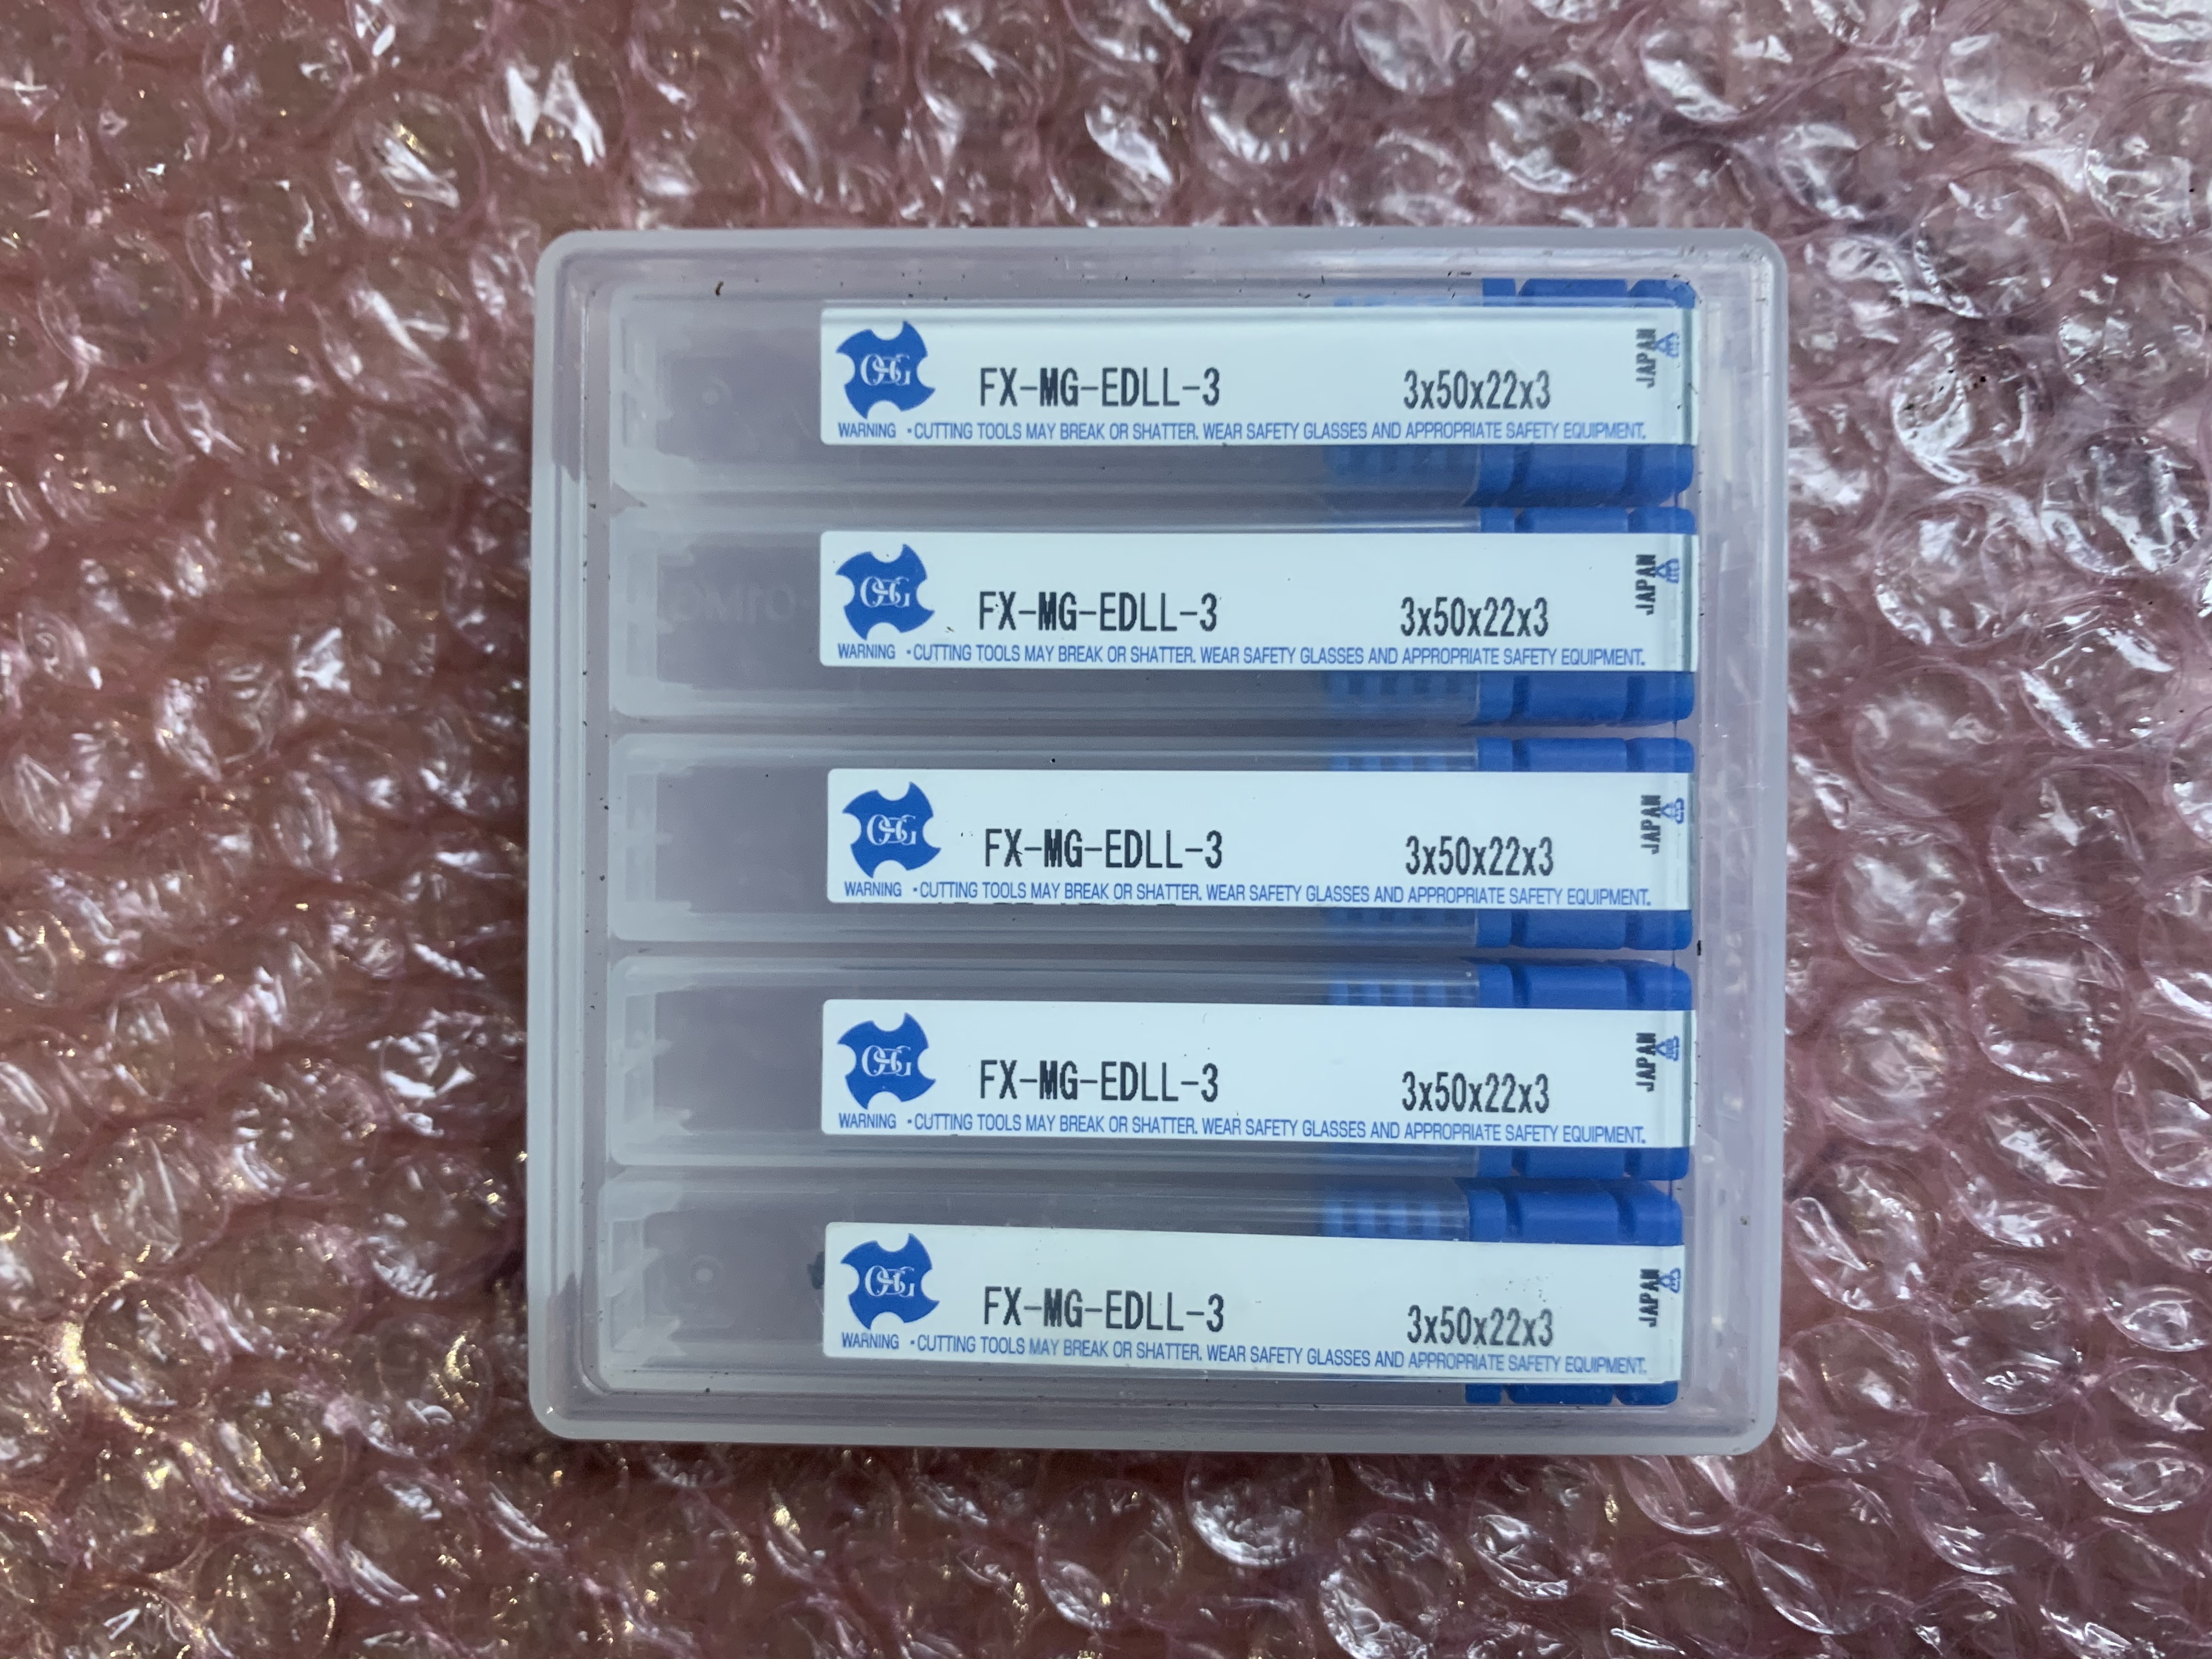 OSG FX-MG-EDLL-3 3x50x22x3 JAPAN
WARNING •CUTTING TOOLS MAY BREAK OR SHATTER. WEAR SAFETY GLASSES AND APPROPRIATE SAFETY EQUIPMENT.
OSG FX-MG-EDLL-3 3x50x22x3 JAPAN
WARNING •CUTTING TOOLS MAY BREAK OR SHATTER. WEAR SAFETY GLASSES AND APPROPRIATE SAFETY EQUIPMENT.
OSG FX-MG-EDLL-3 3x50x22x3 JAPAN
WARNING •CUTTING TOOLS MAY BREAK OR SHATTER. WEAR SAFETY GLASSES AND APPROPRIATE SAFETY EQUIPMENT.
OSG FX-MG-EDLL-3 3x50x22x3 JAPAN
WARNING •CUTTING TOOLS MAY BREAK OR SHATTER. WEAR SAFETY GLASSES AND APPROPRIATE SAFETY EQUIPMENT.
OSG FX-MG-EDLL-3 3x50x22x3 JAPAN
WARNING •CUTTING TOOLS MAY BREAK OR SHATTER. WEAR SAFETY GLASSES AND APPROPRIATE SAFETY EQUIPMENT.